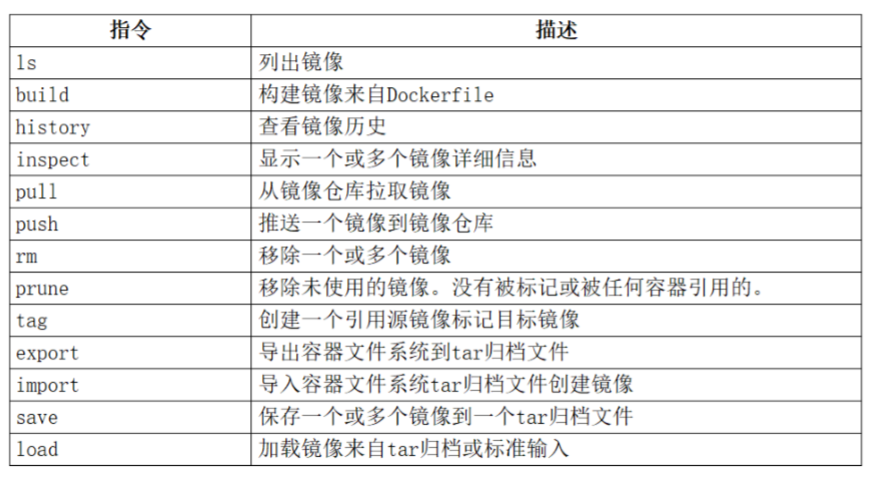 指令 描述
ls 列出镜像
build 构建镜像来自Dockerfile
history 查看镜像历史
inspect 显示一个或多个镜像详细信息
pull 从镜像仓库拉取镜像
push 推送一个镜像到镜像仓库
rm 移除一个或多个镜像
prune 移除未使用的镜像。没有被标记或被任何容器引用的。
tag 创建一个引用源镜像标记目标镜像
export 导出容器文件系统到tar归档文件
import 导入容器文件系统tar归档文件创建镜像
save 保存一个或多个镜像到一个tar归档文件
load 加载镜像来自tar归档或标准输入